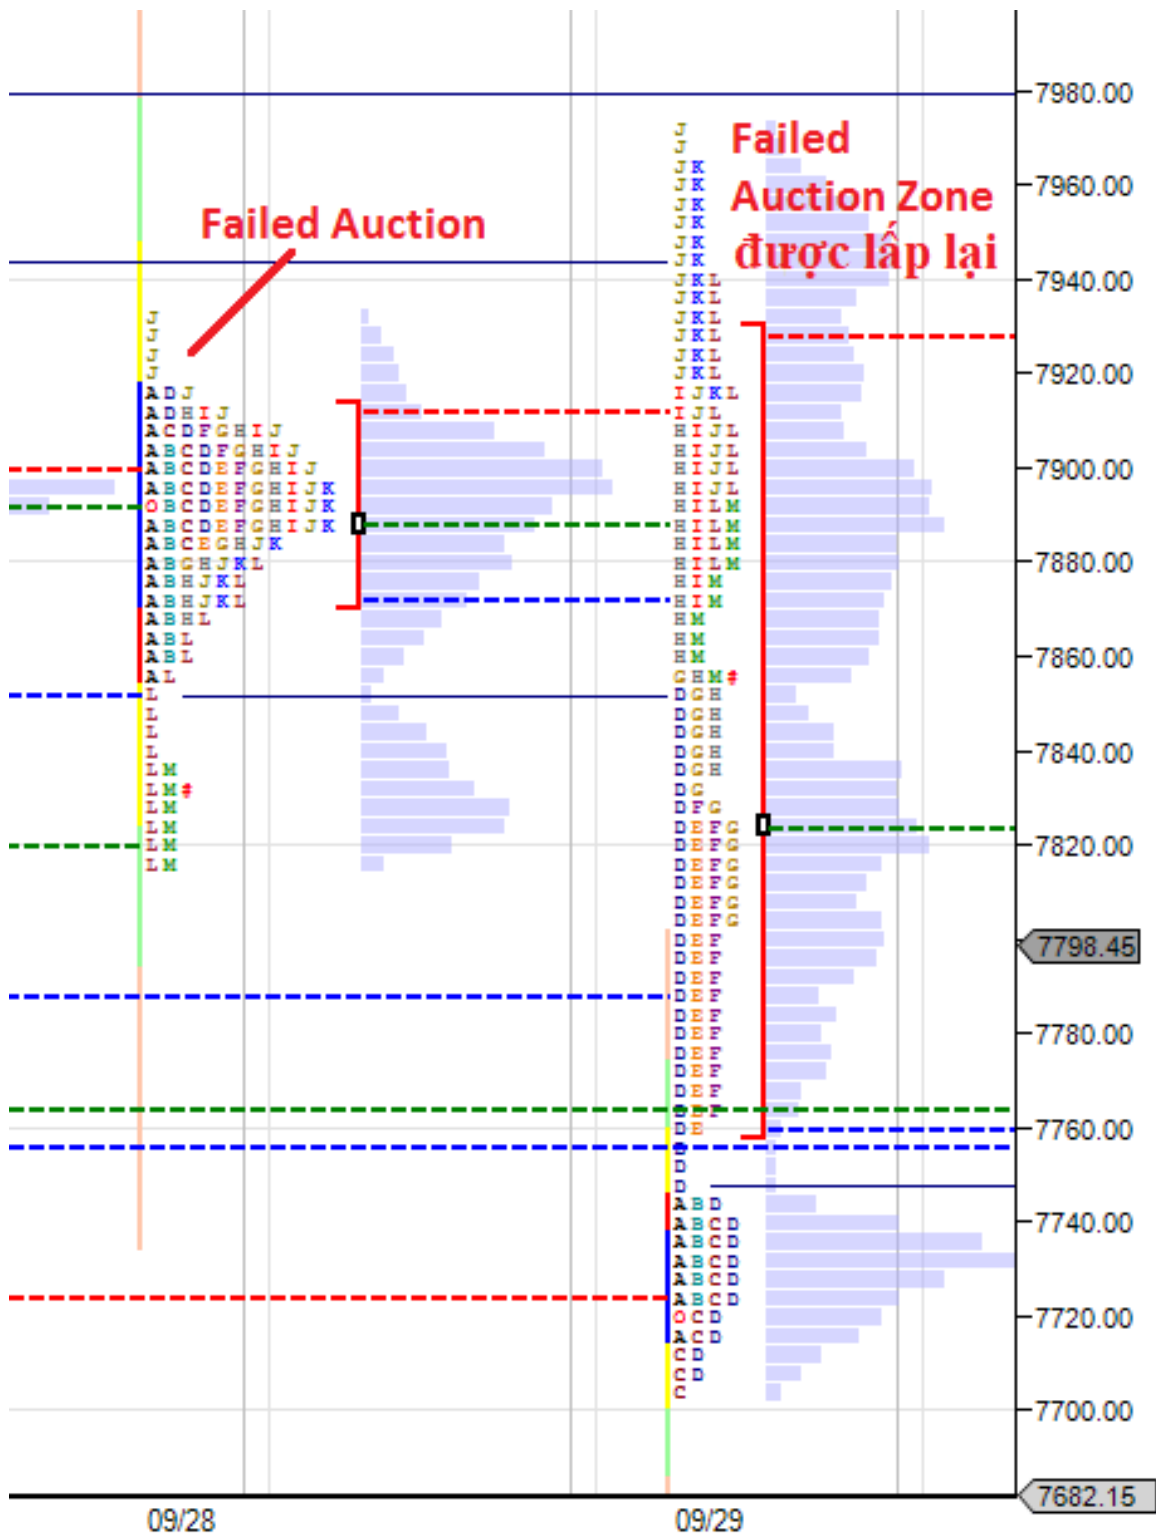 7980.00
Failed
Auction Zone
được lấp lại
Failed Auction
7960.00
7940.00
7920.00
7900.00
7880.00
7860.00
7840.00
7820.00
7798.45
7780.00
7760.00
7740.00
7720.00
7700.00
7682.15
J
J
J
J
A D J
A D H I J
A C D F G H I J
A B C D F G H I J
A B C D E F G H I J
A B C D E F G H I J K
O B C D E F G H I J K
A B C D E F G H I J K
A B C E G H J K
A B G H J K L
A B H J K L
A B H J K L
A B H L
A B L
A B L
A L
L
L
L
L
L M
L M #
L M
L M
L M
L M
J
J
J K
J K
J K
J K
J K
J K
J K L
J K L
J K L
J K L
J K L
J K L
I J K L
I J L
H I J L
H I J L
H I J L
H I J L
H I L M
H I L M
H I L M
H I L M
H I M
H I M
H M
H M
H M
G H M #
D G H
D G H
D G H
D G H
D G H
D G
D F G
D E F G
D E F G
D E F G
D E F G
D E F G
D E F G
D E F
D E F
D E F
D E F
D E F
D E F
D E F
D E F
D E F
D E F
D E
D
D
D
A B D
A B C D
A B C D
A B C D
A B C D
A B C D
O C D
A C D
C D
C D
C
09/28
09/29